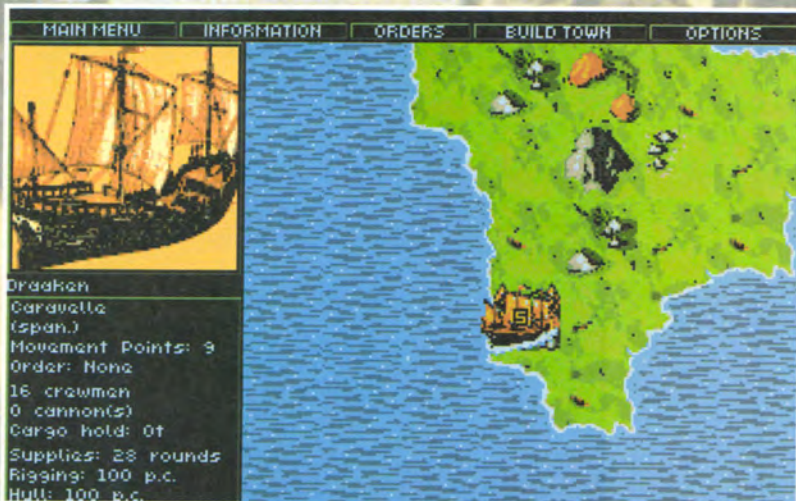 MAIN MENU INFORMATION ORDERS BUILD TOWN OPTIONS
Draaken
Caravelle
(span.)
Movement Points: 9
Order: None
16 crewmen
0 cannon(s)
Cargo hold: 0t
Supplies: 28 rounds
Rigging: 100 p.c.
Hull: 100 p.c.
S